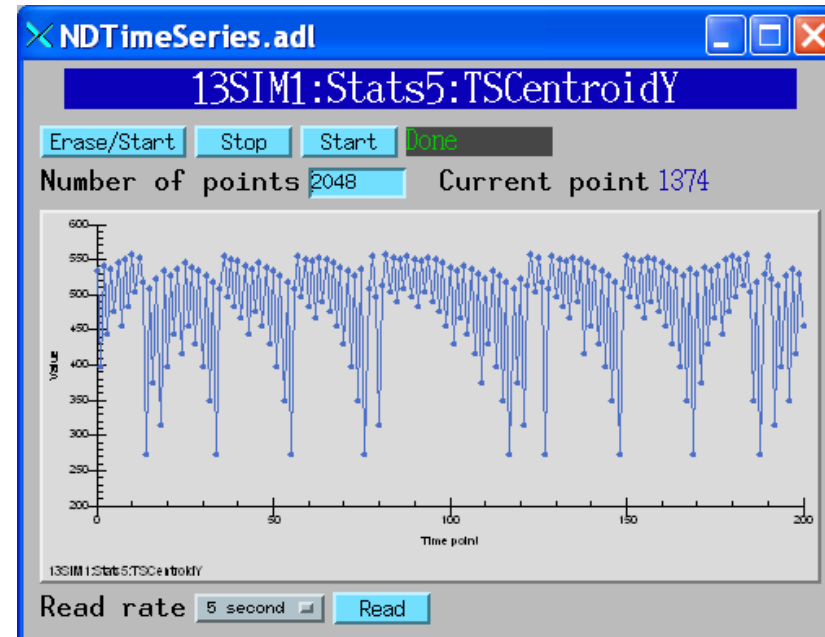 NDTimeSeries.adl
13SIM1:Stats5:TSCentroidY
Erase/Start Stop Start Done
Number of points 2048 Current point 1374
600
550
500
450
400
350
300
250
200
Value
0 50 100 150 200
Time point
13SIM1:Stats5:TSCentroidY
Read rate 5 second Read